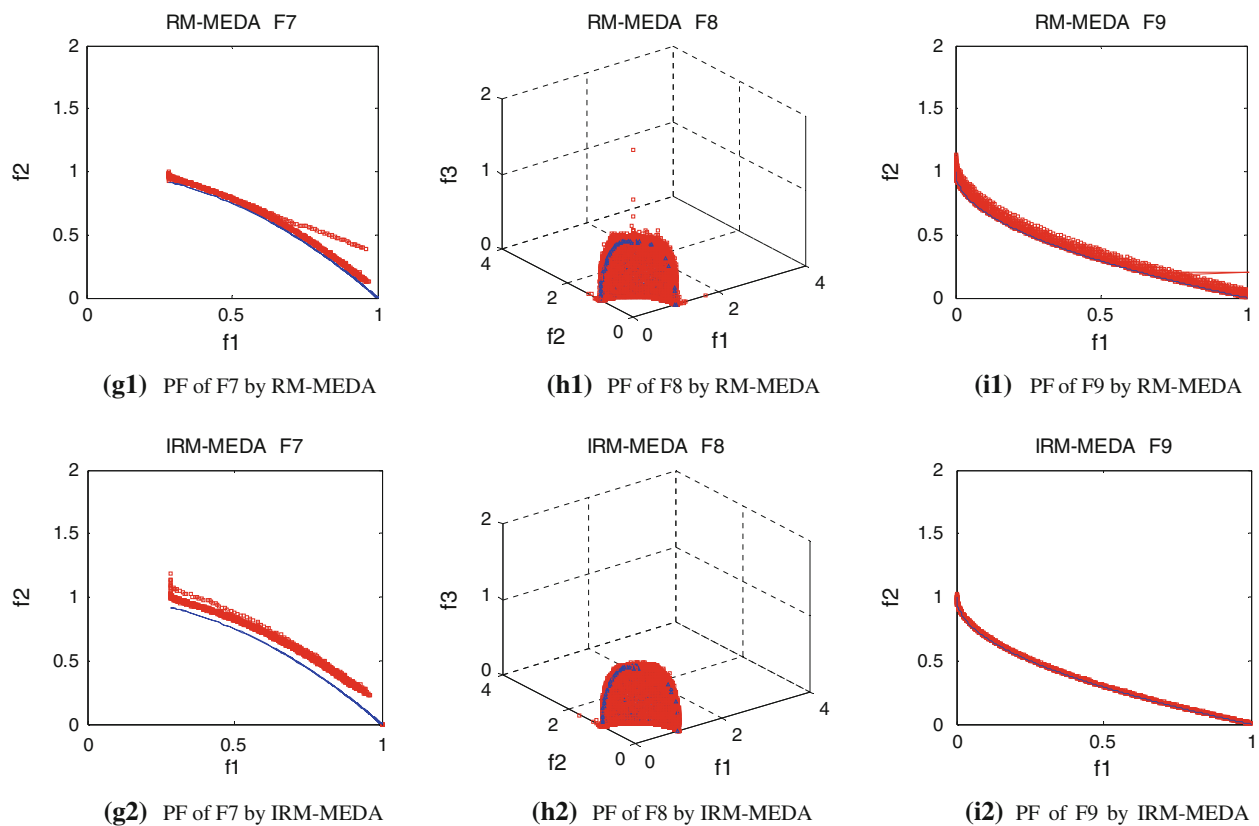 RM-MEDA F7
2
1.5
1
0.5
0
f2
0
0.5
1
f1
(g1) PF of F7 by RM-MEDA
RM-MEDA F8
2
1
0
f3
4
2
0
f2
0
2
4
f1
(h1) PF of F8 by RM-MEDA
RM-MEDA F9
2
1.5
1
0.5
0
f2
0
0.5
1
f1
(i1) PF of F9 by RM-MEDA
IRM-MEDA F7
2
1.5
1
0.5
0
f2
0
0.5
1
f1
(g2) PF of F7 by IRM-MEDA
IRM-MEDA F8
2
1
0
f3
4
2
0
f2
0
2
4
f1
(h2) PF of F8 by IRM-MEDA
IRM-MEDA F9
2
1.5
1
0.5
0
f2
0
0.5
1
f1
(i2) PF of F9 by IRM-MEDA